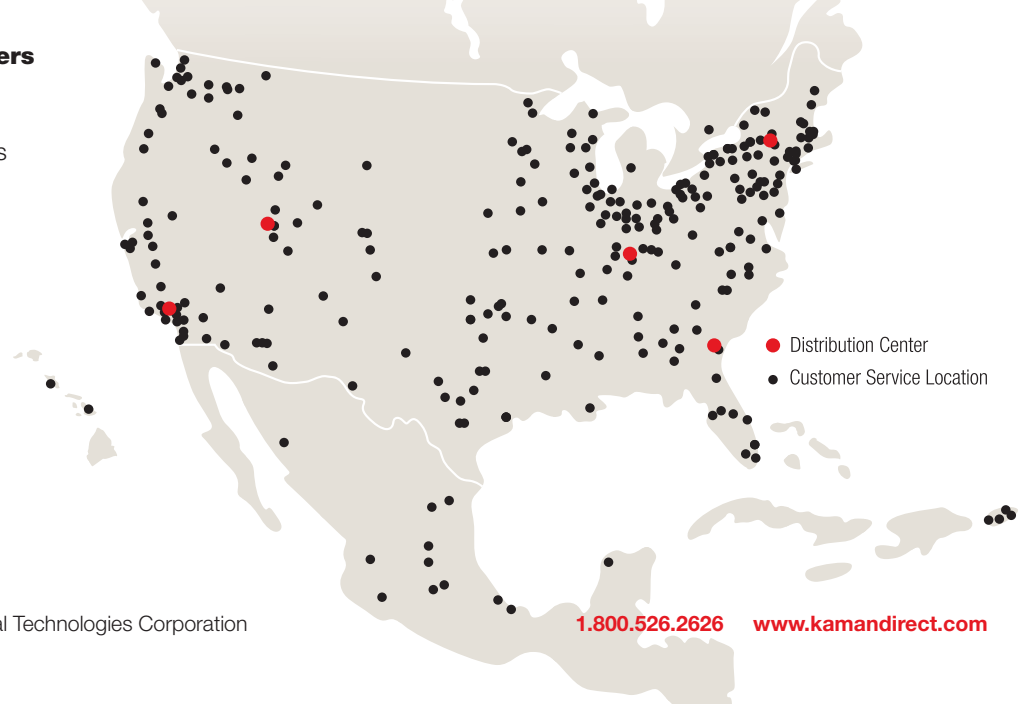 ers
s
Distribution Center
Customer Service Location
al Technologies Corporation
1.800.526.2626 www.kamandirect.com